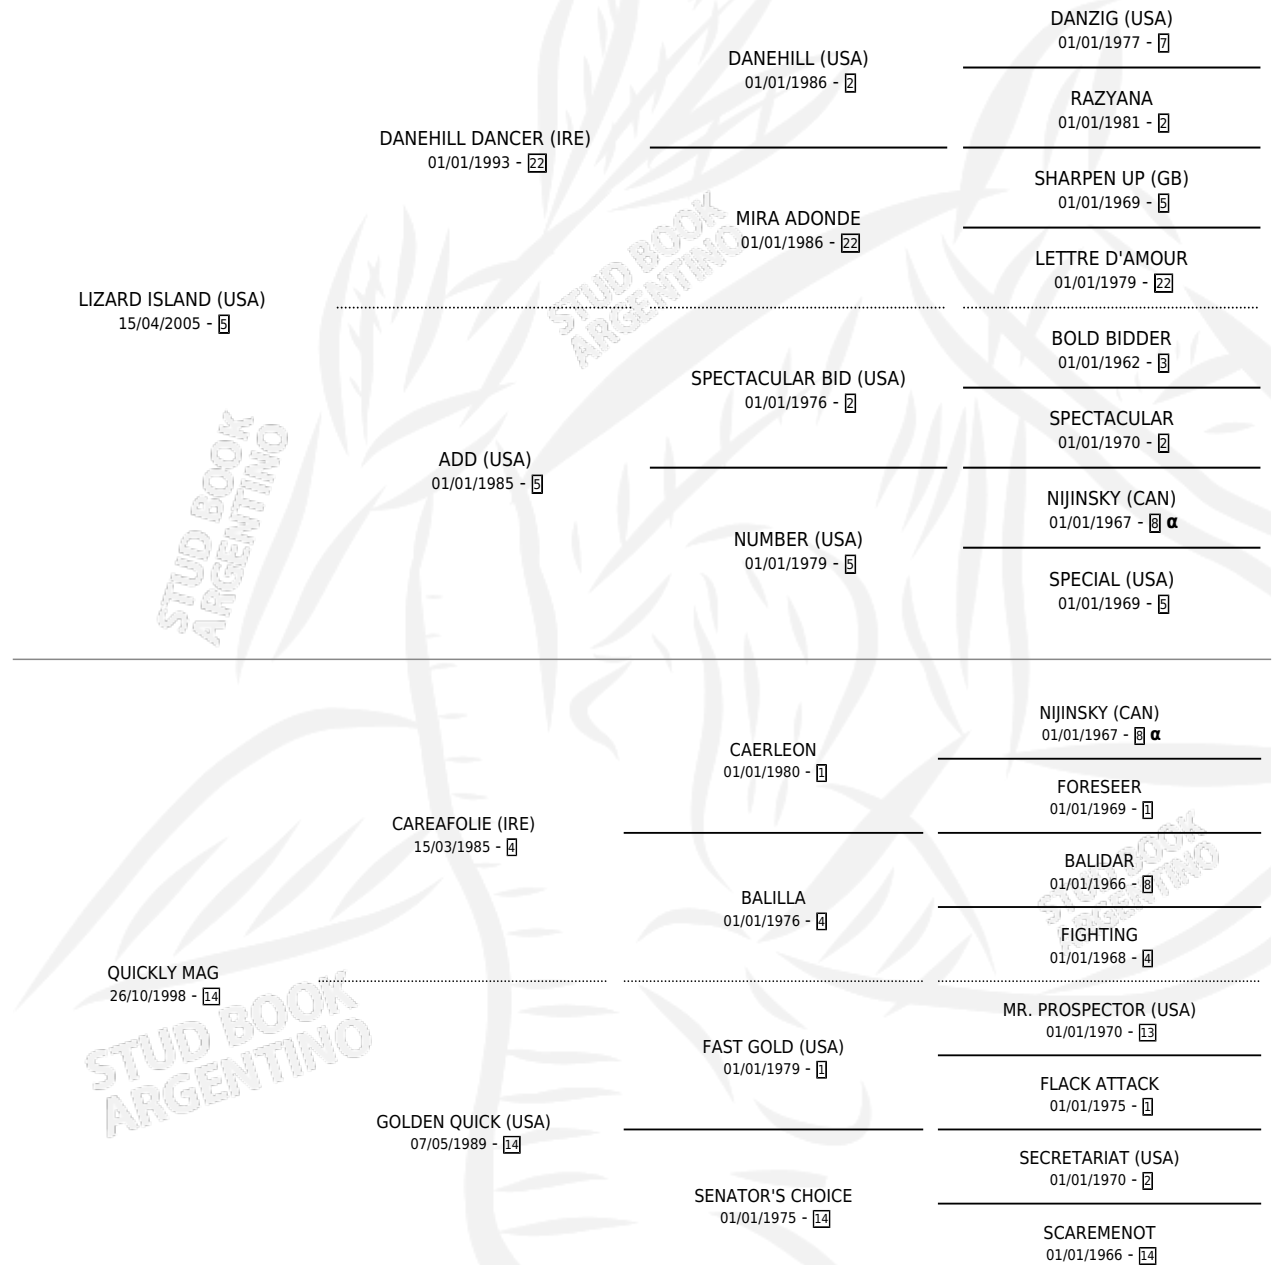 DANZIG (USA)
01/01/1977 - 7
DANEHILL (USA)
01/01/1986 - 2
RAZYANA
01/01/1981 - 2
DANEHILL DANCER (IRE)
01/01/1993 - 22
SHARPEN UP (GB)
01/01/1969 - 5
MIRA ADONDE
01/01/1986 - 22
LETTRE D'AMOUR
01/01/1979 - 22
LIZARD ISLAND (USA)
15/04/2005 - 5
BOLD BIDDER
01/01/1962 - 3
SPECTACULAR BID (USA)
01/01/1976 - 2
SPECTACULAR
01/01/1970 - 2
ADD (USA)
01/01/1985 - 5
NIJINSKY (CAN)
01/01/1967 - 8 α
NUMBER (USA)
01/01/1979 - 5
SPECIAL (USA)
01/01/1969 - 5
NIJINSKY (CAN)
01/01/1967 - 8 α
CAERLEON
01/01/1980 - 1
FORESEER
01/01/1969 - 1
CAREAFOLIE (IRE)
15/03/1985 - 4
BALIDAR
01/01/1966 - 8
BALILLA
01/01/1976 - 4
FIGHTING
01/01/1968 - 4
QUICKLY MAG
26/10/1998 - 14
MR. PROSPECTOR (USA)
01/01/1970 - 13
FAST GOLD (USA)
01/01/1979 - 1
FLACK ATTACK
01/01/1975 - 1
GOLDEN QUICK (USA)
07/05/1989 - 14
SECRETARIAT (USA)
01/01/1970 - 2
SENATOR'S CHOICE
01/01/1975 - 14
SCAREMENOT
01/01/1966 - 14
STUD BOOK
ARGENTINO
STUD BOOK
ARGENTINO
STUD BOOK
ARGENTINO
STUD BOOK
ARGENTINO